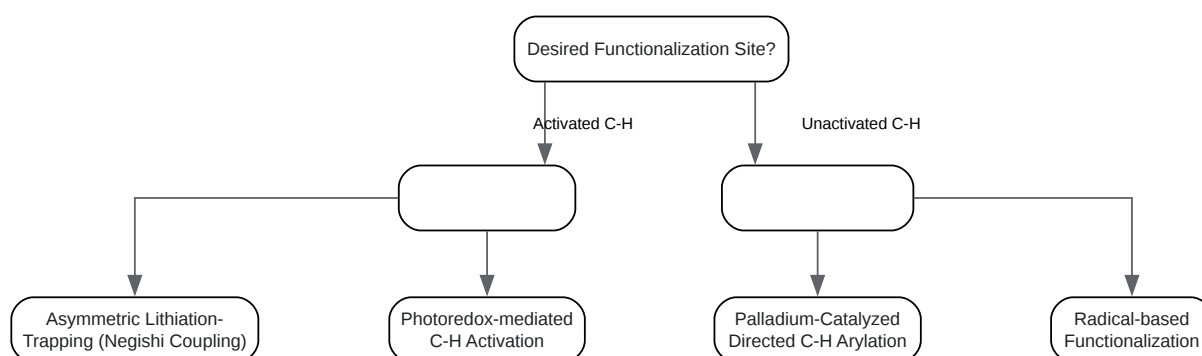 Desired Functionalization Site?
Activated C-H
Unactivated C-H
Asymmetric Lithiation-
Trapping (Negishi Coupling)
Photoredox-mediated
C-H Activation
Palladium-Catalyzed
Directed C-H Arylation
Radical-based
Functionalization